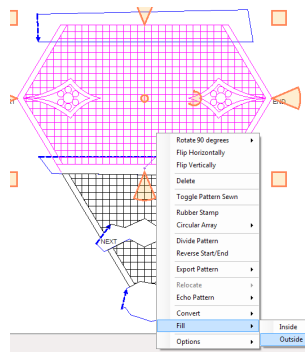 END
NEXT
Rotate 90 degrees
Flip Horizontally
Flip Vertically
Delete
Toggle Pattern Sewn
Rubber Stamp
Circular Array
Divide Pattern
Reverse Start/End
Export Pattern
Relocate
Echo Pattern
Convert
Fill
Options
Inside
Outside